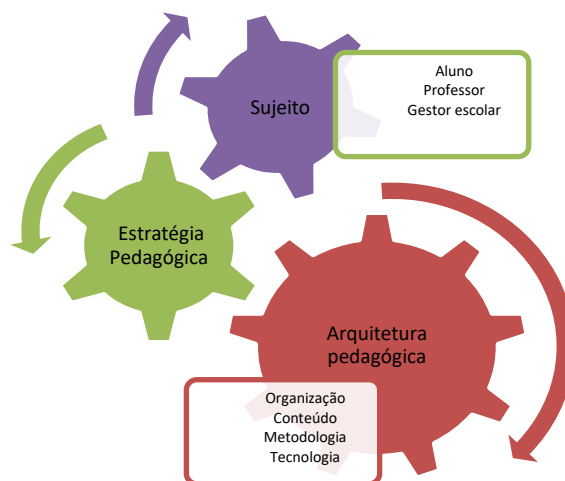 Sujeito
Aluno
Professor
Gestor escolar
Estratégia
Pedagógica
Arquitetura
pedagógica
Organização
Conteúdo
Metodologia
Tecnologia